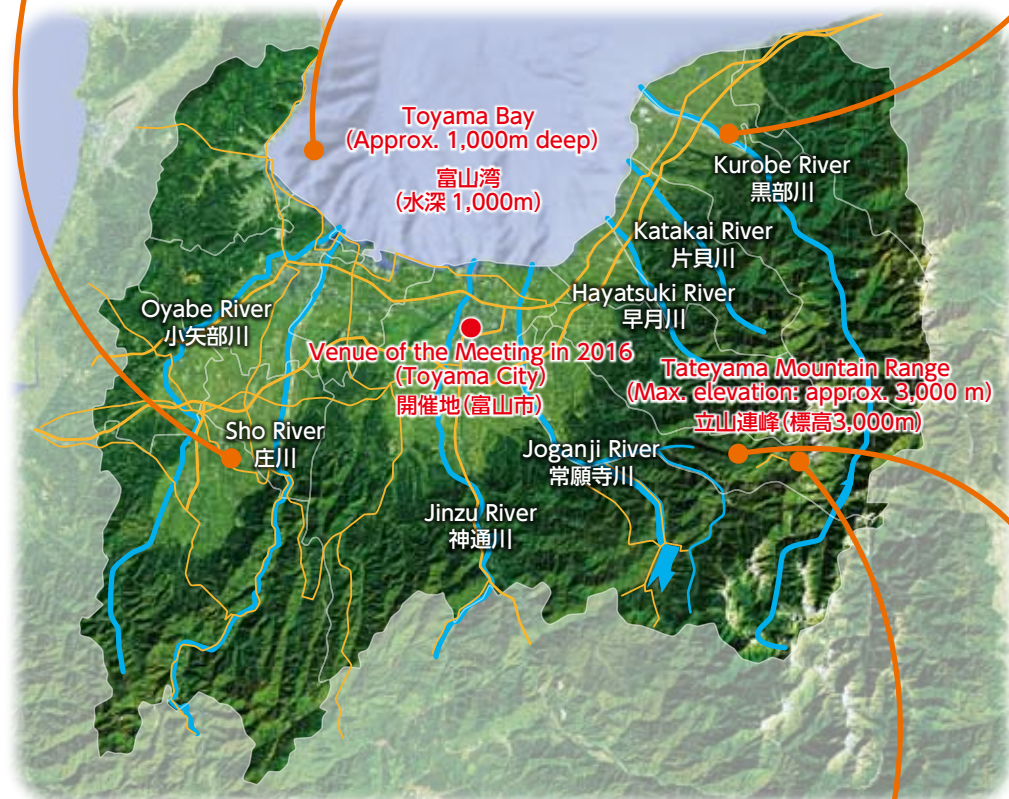 Toyama Bay
(Approx. 1,000m deep)
富山湾
(水深 1,000m)
Kurobe River
黒部川
Katakai River
片貝川
Hayatsuki River
早月川
Oyabe River
小矢部川
Venue of the Meeting in 2016
(Toyama City)
開催地(富山市)
Tateyama Mountain Range
(Max. elevation: approx. 3,000 m)
立山連峰(標高3,000m)
Sho River
庄川
Joganji River
常願寺川
Jinzu River
神通川